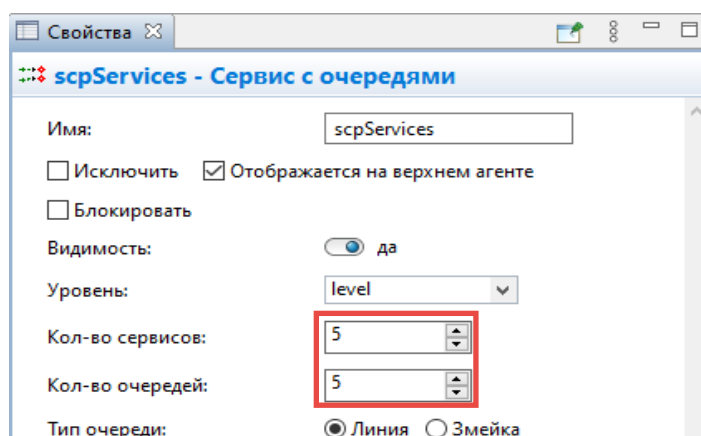 Свойства
scpServices - Сервис с очередями
Имя: scpServices
Исключить Отображается на верхнем агенте
Блокировать
Видимость: да
Уровень: level
Кол-во сервисов: 5
Кол-во очередей: 5
Тип очереди: Линия Змейка